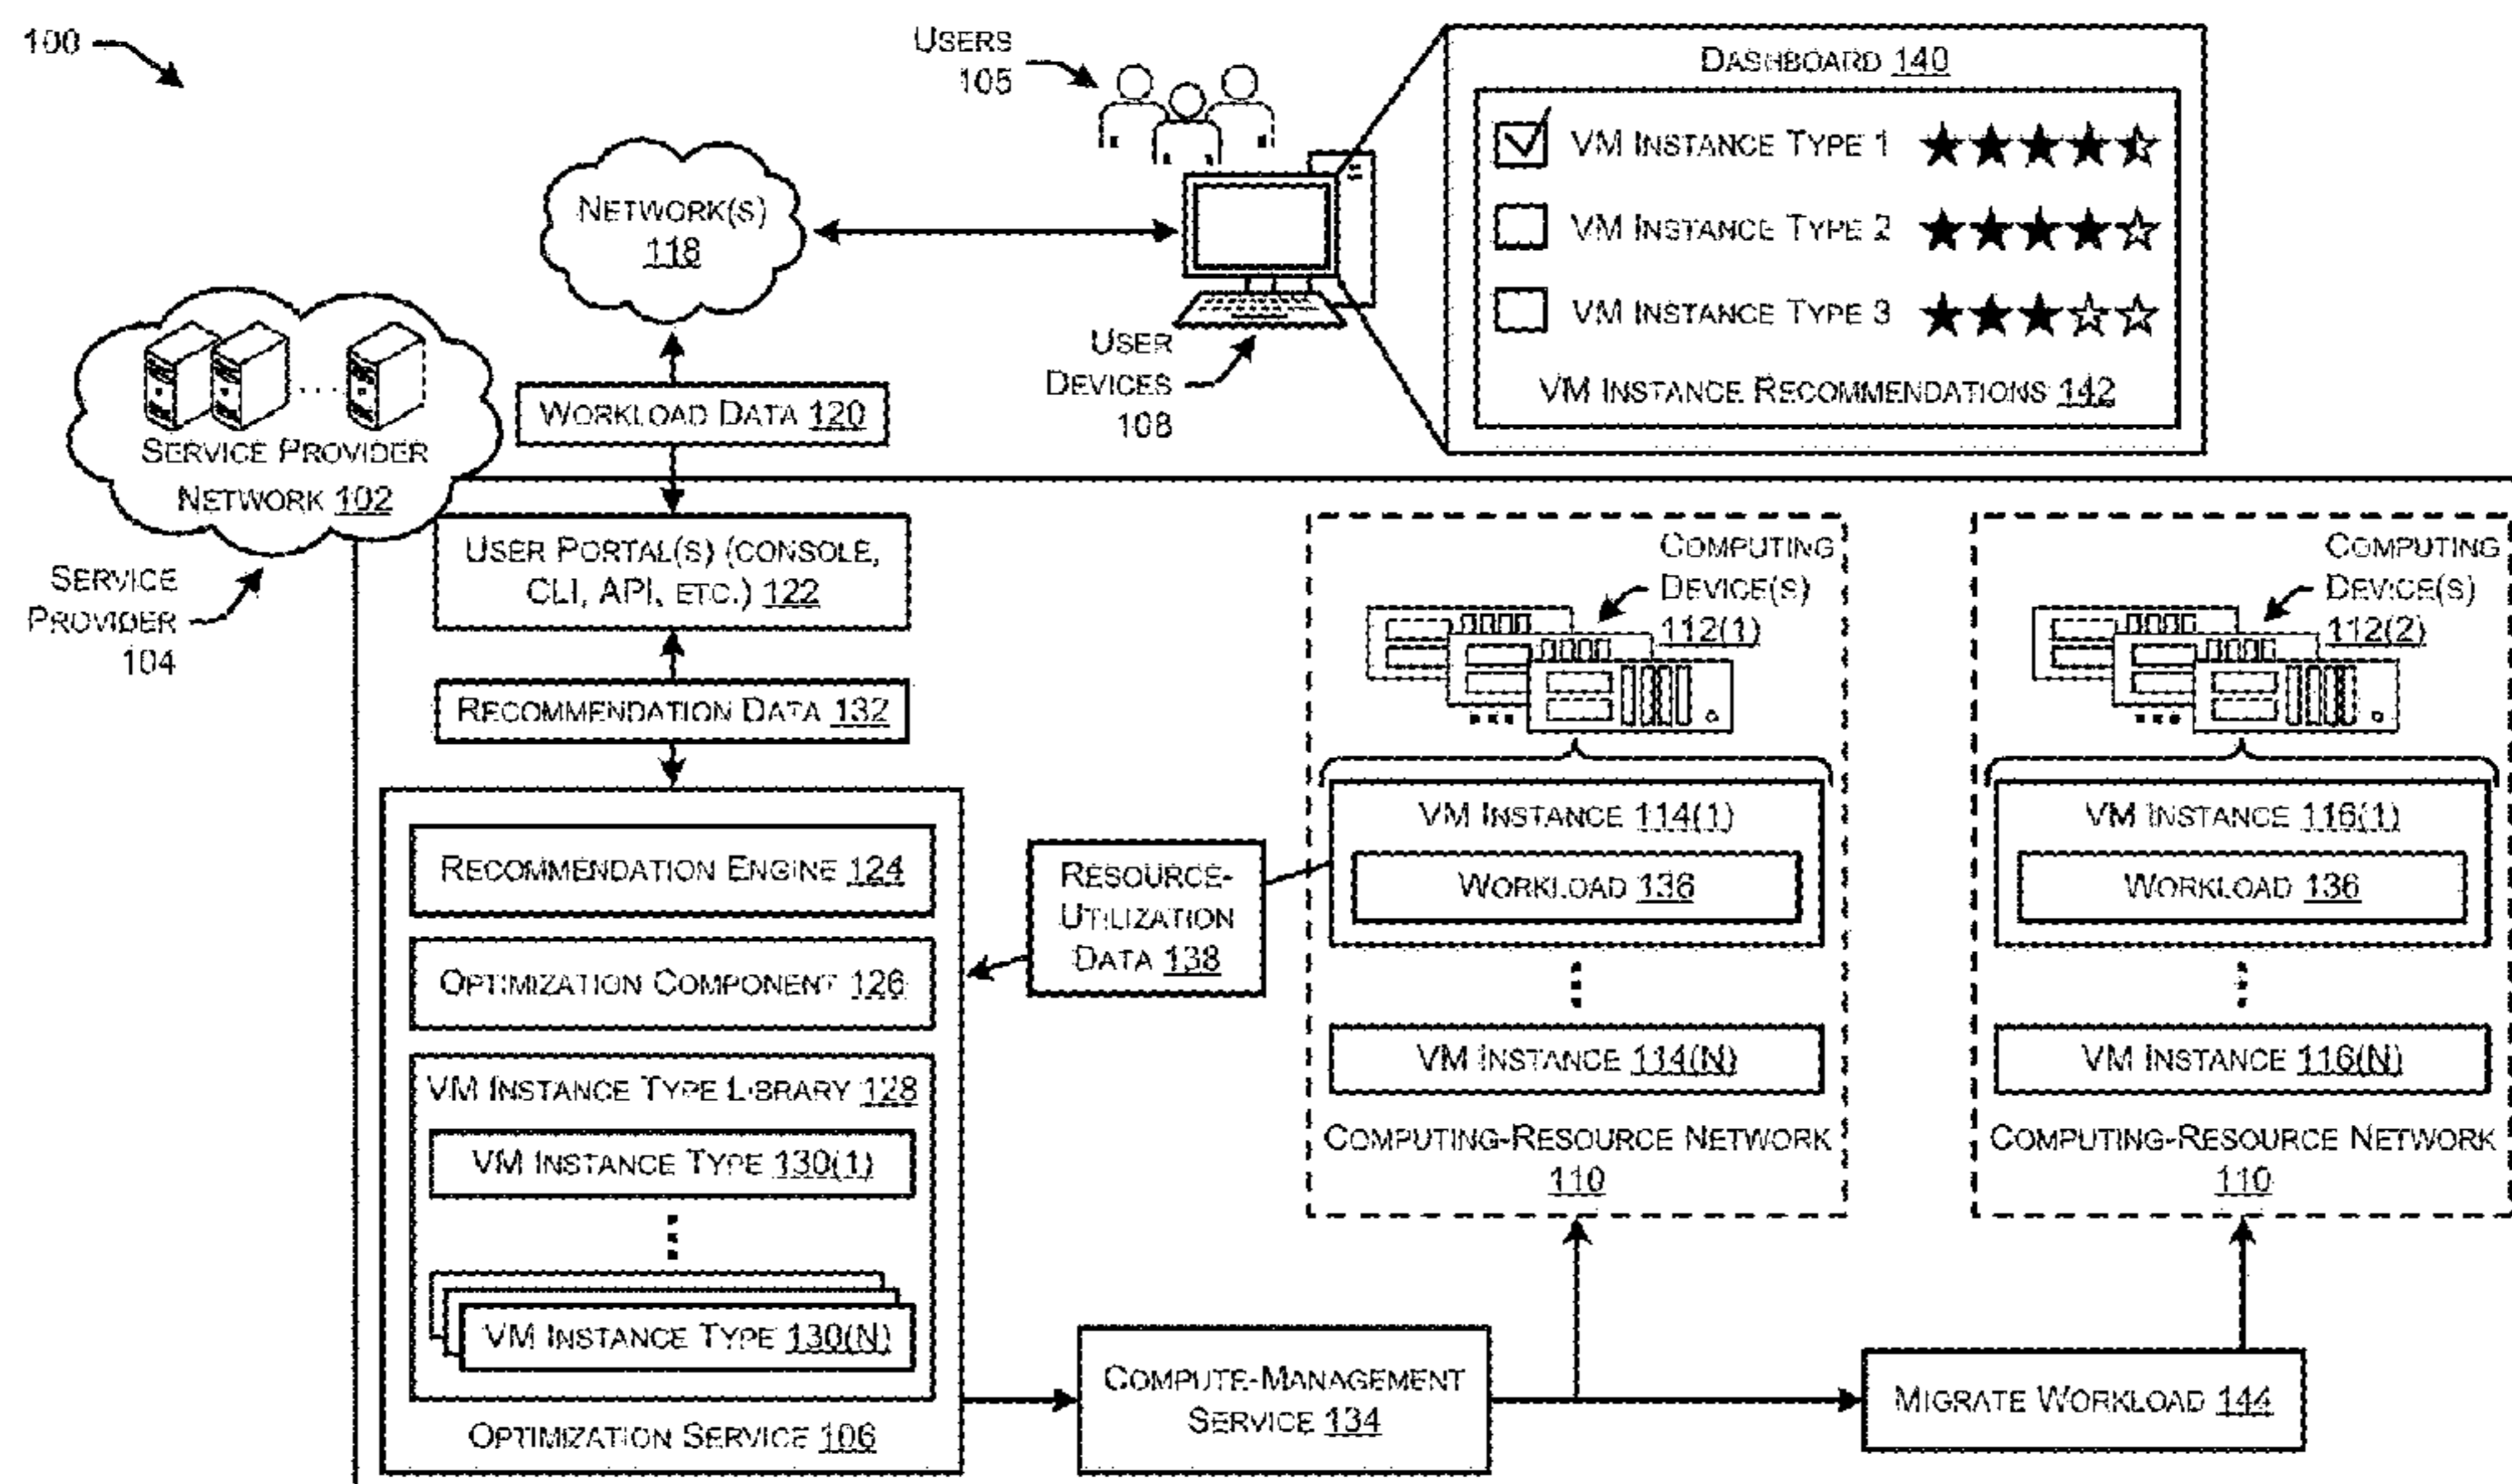 100
USERS
105
DASHBOARD 140
VM INSTANCE TYPE 1
VM INSTANCE TYPE 2
VM INSTANCE TYPE 3
VM INSTANCE RECOMMENDATIONS 142
NETWORK(S)
118
USER
DEVICES
108
WORKLOAD DATA 120
SERVICE PROVIDER
NETWORK 102
SERVICE
PROVIDER
104
USER PORTAL(S) (CONSOLE,
CLI, API, ETC.) 122
RECOMMENDATION DATA 132
RECOMMENDATION ENGINE 124
OPTIMIZATION COMPONENT 126
VM INSTANCE TYPE LIBRARY 128
VM INSTANCE TYPE 130(1)
VM INSTANCE TYPE 130(N)
OPTIMIZATION SERVICE 106
RESOURCE-
UTILIZATION
DATA 138
COMPUTING
DEVICE(S)
112(1)
VM INSTANCE 114(1)
WORKLOAD 136
VM INSTANCE 114(N)
COMPUTING-RESOURCE NETWORK
110
COMPUTING
DEVICE(S)
112(2)
VM INSTANCE 116(1)
WORKLOAD 136
VM INSTANCE 116(N)
COMPUTING-RESOURCE NETWORK
110
COMPUTE-MANAGEMENT
SERVICE 134
MIGRATE WORKLOAD 144